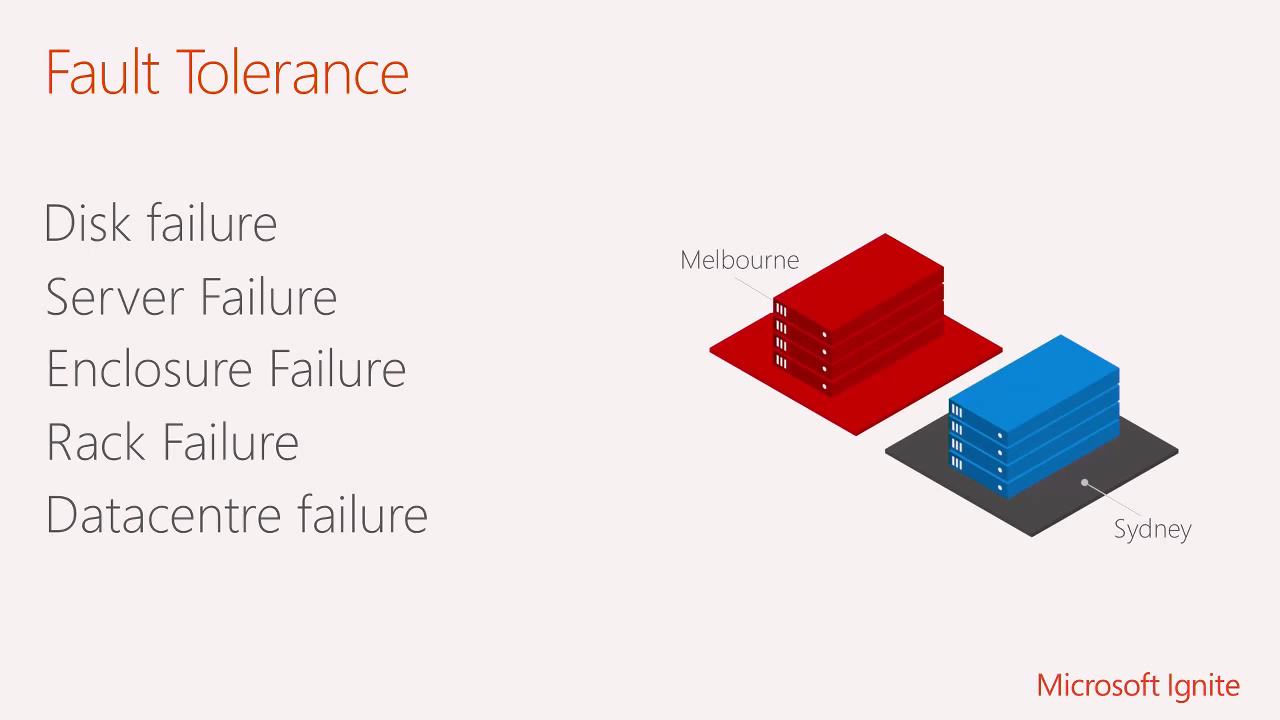 Fault Tolerance
Disk failure
Server Failure
Enclosure Failure
Rack Failure
Datacentre failure
Melbourne
Sydney
Microsoft Ignite